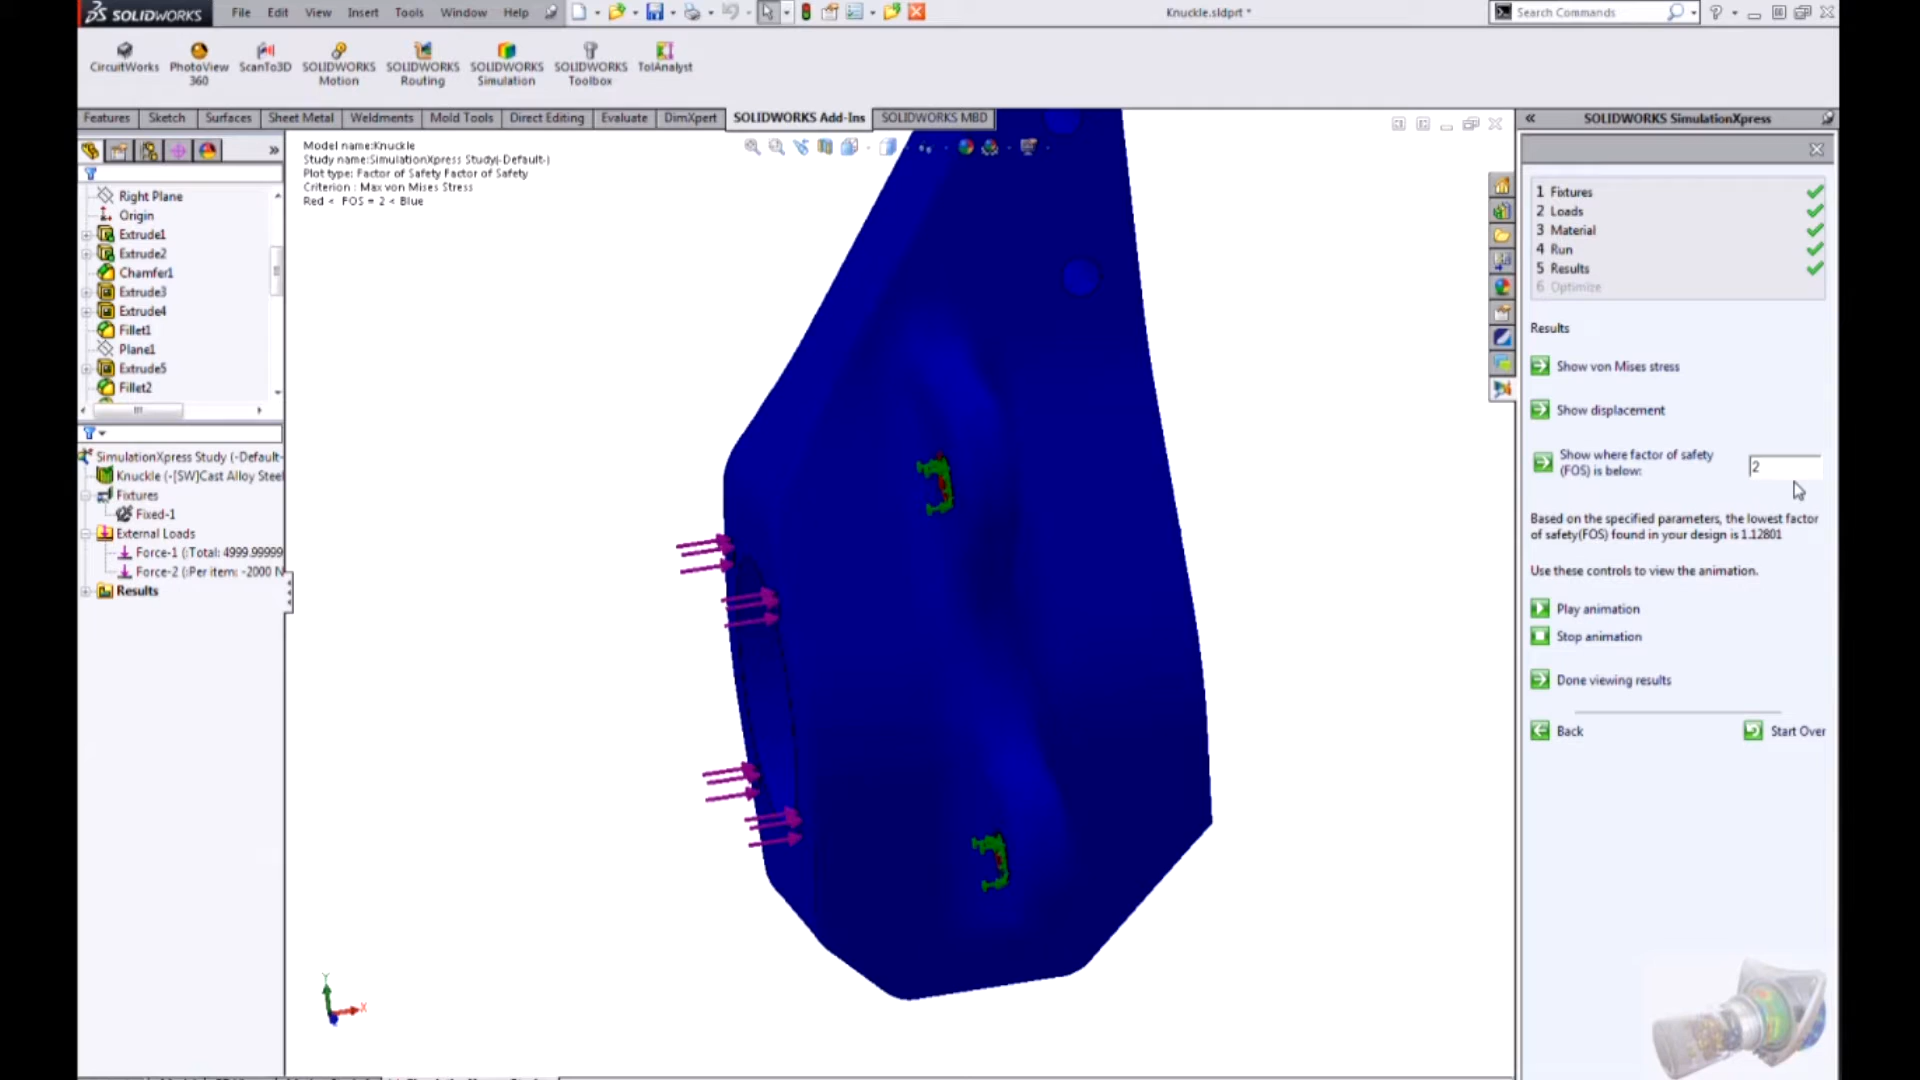 SOLIDWORKS File Edit View Insert Tools Window Help Knuckle.sldprt * Search Commands
CircuitWorks PhotoView 360 ScanTo3D SOLIDWORKS Motion SOLIDWORKS Routing SOLIDWORKS Simulation SOLIDWORKS Toolbox TolAnalyst
Features Sketch Surfaces Sheet Metal Weldments Mold Tools Direct Editing Evaluate DimXpert SOLIDWORKS Add-Ins SOLIDWORKS MBD
Right Plane
Origin
Extrude1
Extrude2
Chamfer1
Extrude3
Extrude4
Fillet1
Plane1
Extrude5
Fillet2
SimulationXpress Study (-Default-
Knuckle (-[SW]Cast Alloy Steel
Fixtures
Fixed-1
External Loads
Force-1 (:Total: 4999.99999
Force-2 (:Per item: -2000 N
Results
Model name:Knuckle
Study name:SimulationXpress Study(-Default-)
Plot type: Factor of Safety Factor of Safety
Criterion : Max von Mises Stress
Red < FOS = 2 < Blue
Y
X
SOLIDWORKS SimulationXpress
1 Fixtures
2 Loads
3 Material
4 Run
5 Results
6 Optimize
Results
Show von Mises stress
Show displacement
Show where factor of safety
(FOS) is below: 2
Based on the specified parameters, the lowest factor
of safety(FOS) found in your design is 1.12801
Use these controls to view the animation.
Play animation
Stop animation
Done viewing results
Back Start Over